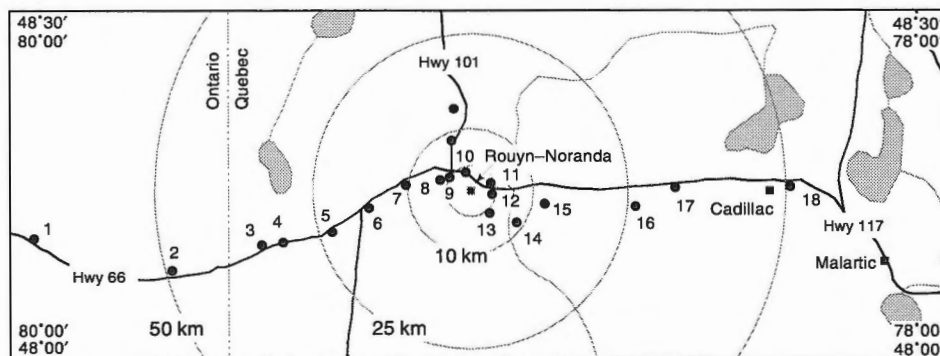 48°30′
80°00′
48°30′
78°00′
Ontario
Quebec
Hwy 101
10
Rouyn–Noranda
11
12
13
14
15
16
17
18
9
8
7
6
5
4
3
2
1
Cadillac
Hwy 117
Malartic
Hwy 66
10 km
25 km
50 km
80°00′
48°00′
78°00′
48°00′